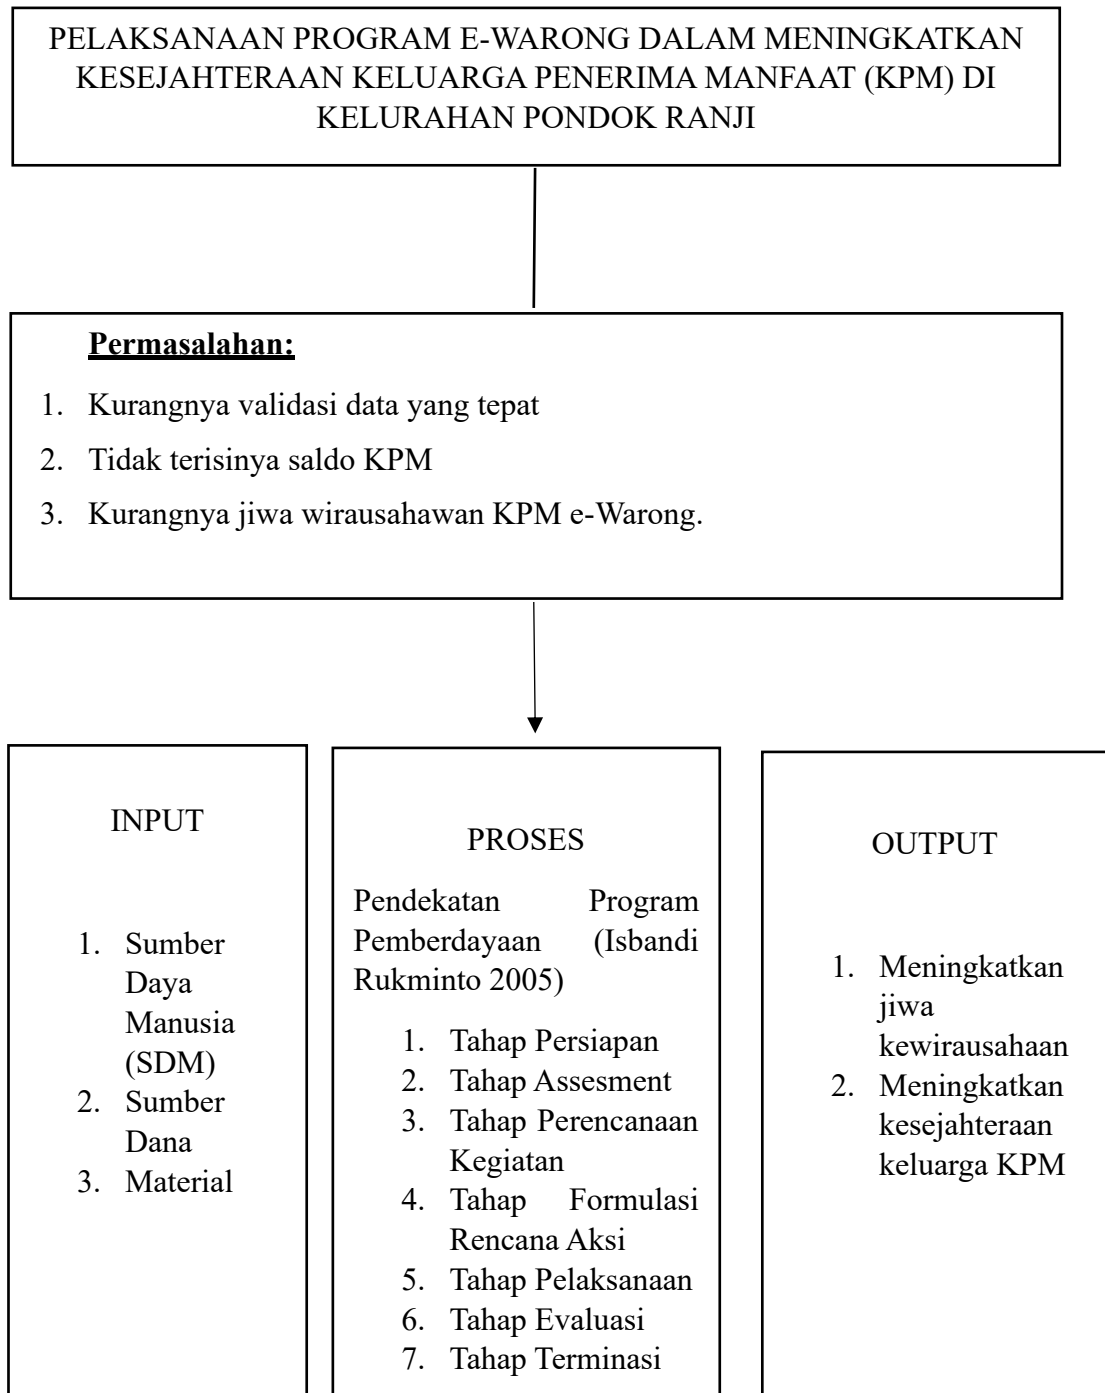 PELAKSANAAN PROGRAM E-WARONG DALAM MENINGKATKAN
KESEJAHTERAAN KELUARGA PENERIMA MANFAAT (KPM) DI
KELURAHAN PONDOK RANJI
Permasalahan:
1. Kurangnya validasi data yang tepat
2. Tidak terisinya saldo KPM
3. Kurangnya jiwa wirausahawan KPM e-Warong.
INPUT
1. Sumber
Daya
Manusia
(SDM)
2. Sumber
Dana
3. Material
PROSES
Pendekatan Program
Pemberdayaan (Isbandi
Rukminto 2005)
1. Tahap Persiapan
2. Tahap Assesment
3. Tahap Perencanaan
Kegiatan
4. Tahap Formulasi
Rencana Aksi
5. Tahap Pelaksanaan
6. Tahap Evaluasi
7. Tahap Terminasi
OUTPUT
1. Meningkatkan
jiwa
kewirausahaan
2. Meningkatkan
kesejahteraan
keluarga KPM